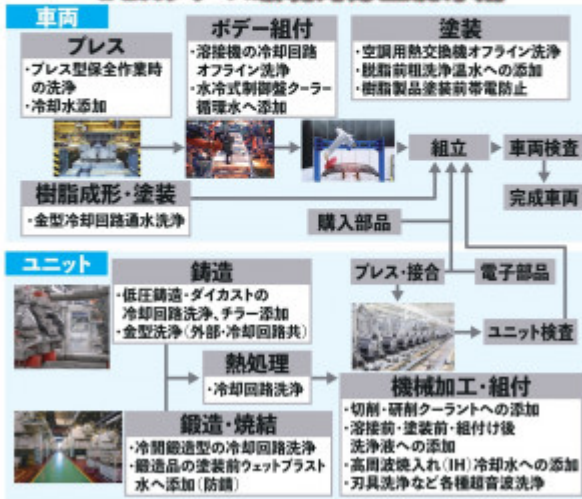 車両
プレス
・プレス型保全作業時
の洗浄
・冷却水添加
ボデー組付
・溶接機の冷却回路
オフライン洗浄
・水冷式制御盤クーラー
循環水へ添加
塗装
・空調用熱交換機オフライン洗浄
・脱脂前粗洗浄温水への添加
・樹脂製品塗装前帯電防止
組立
車両検査
完成車両
樹脂成形・塗装
・金型冷却回路通水洗浄
購入部品
ユニット
鋳造
・低圧鋳造・ダイカストの
冷却回路洗浄、チラー添加
・金型洗浄(外部・冷却回路共)
プレス・接合
電子部品
ユニット検査
熱処理
・冷却回路洗浄
鍛造・焼結
・冷間鍛造型の冷却回路洗浄
・鍛造品の塗装前ウェットブラスト
水へ添加(防錆)
機械加工・組付
・切削・研削クーラントへの添加
・溶接前・塗装前・組付け後
洗浄液への添加
・高周波焼入れ(IH)冷却水への添加
・刃具洗浄など各種超音波洗浄